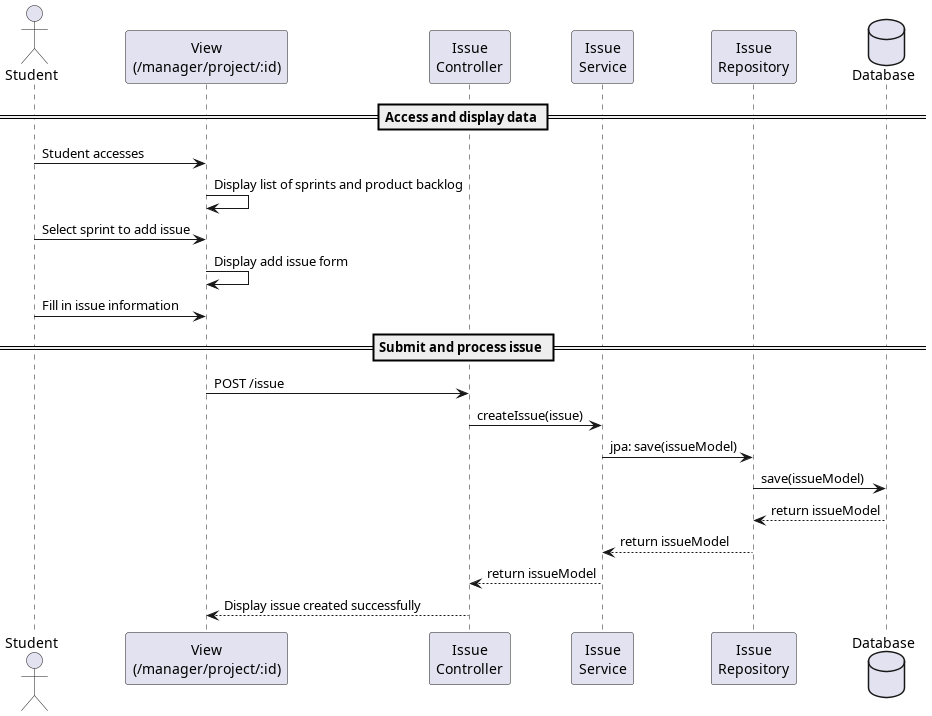 Student
View
(/manager/project/:id)
Issue
Controller
Issue
Service
Issue
Repository
Database
Access and display data
Student accesses
Display list of sprints and product backlog
Select sprint to add issue
Display add issue form
Fill in issue information
Submit and process issue
POST /issue
createIssue(issue)
jpa: save(issueModel)
save(issueModel)
return issueModel
return issueModel
return issueModel
Display issue created successfully
Student
View
(/manager/project/:id)
Issue
Controller
Issue
Service
Issue
Repository
Database